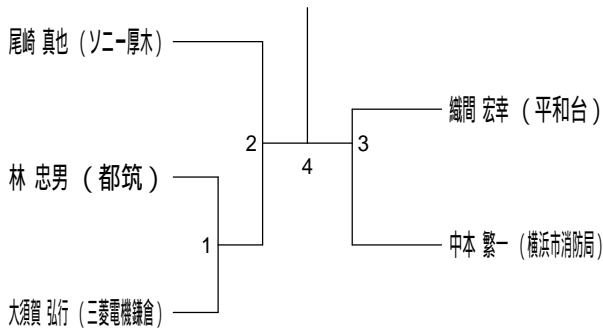 尾崎 真也 (ソニー厚木)
織間 宏幸 (平和台)
2
3
4
林 忠男 (都筑)
1
中本 繁一 (横浜市消防局)
大須賀 弘行 (三菱電機鎌倉)